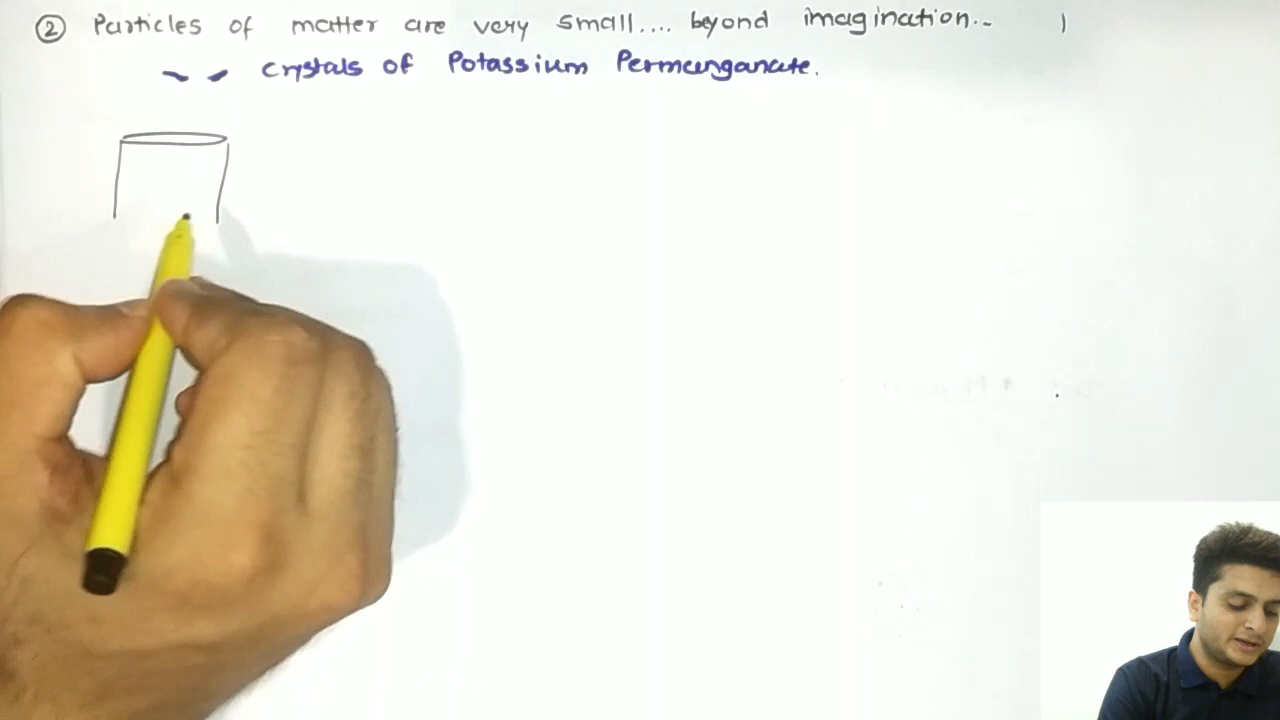 ② Particles of matter are very small.... beyond imagination..
crystals of Potassium Permanganate.